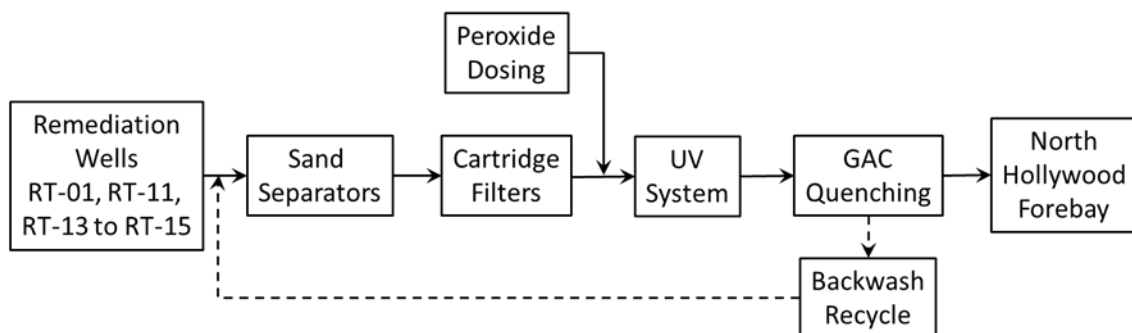 Peroxide
Dosing
Remediation
Wells
RT-01, RT-11,
RT-13 to RT-15
Sand
Separators
Cartridge
Filters
UV
System
GAC
Quenching
North
Hollywood
Forebay
Backwash
Recycle